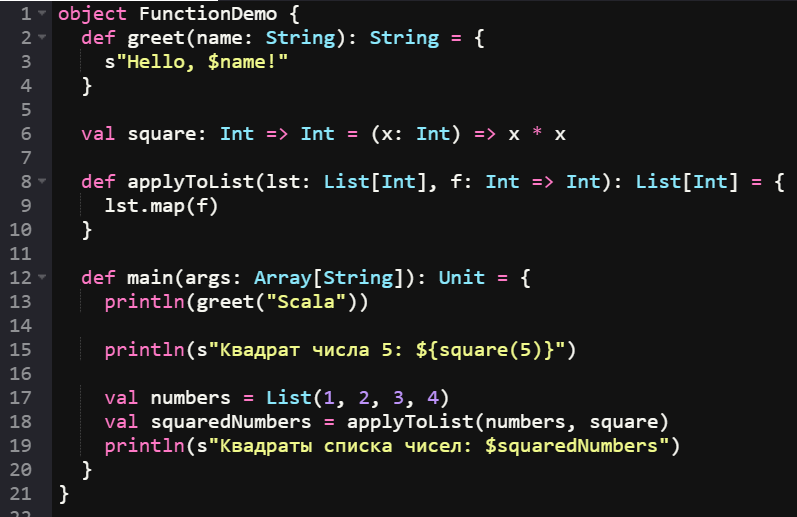 1 object FunctionDemo {
2   def greet(name: String): String = {
3     s"Hello, $name!"
4   }
5
6   val square: Int => Int = (x: Int) => x * x
7
8   def applyToList(lst: List[Int], f: Int => Int): List[Int] = {
9     lst.map(f)
10   }
11
12   def main(args: Array[String]): Unit = {
13     println(greet("Scala"))
14
15     println(s"Квадрат числа 5: ${square(5)}")
16
17     val numbers = List(1, 2, 3, 4)
18     val squaredNumbers = applyToList(numbers, square)
19     println(s"Квадраты списка чисел: $squaredNumbers")
20   }
21 }